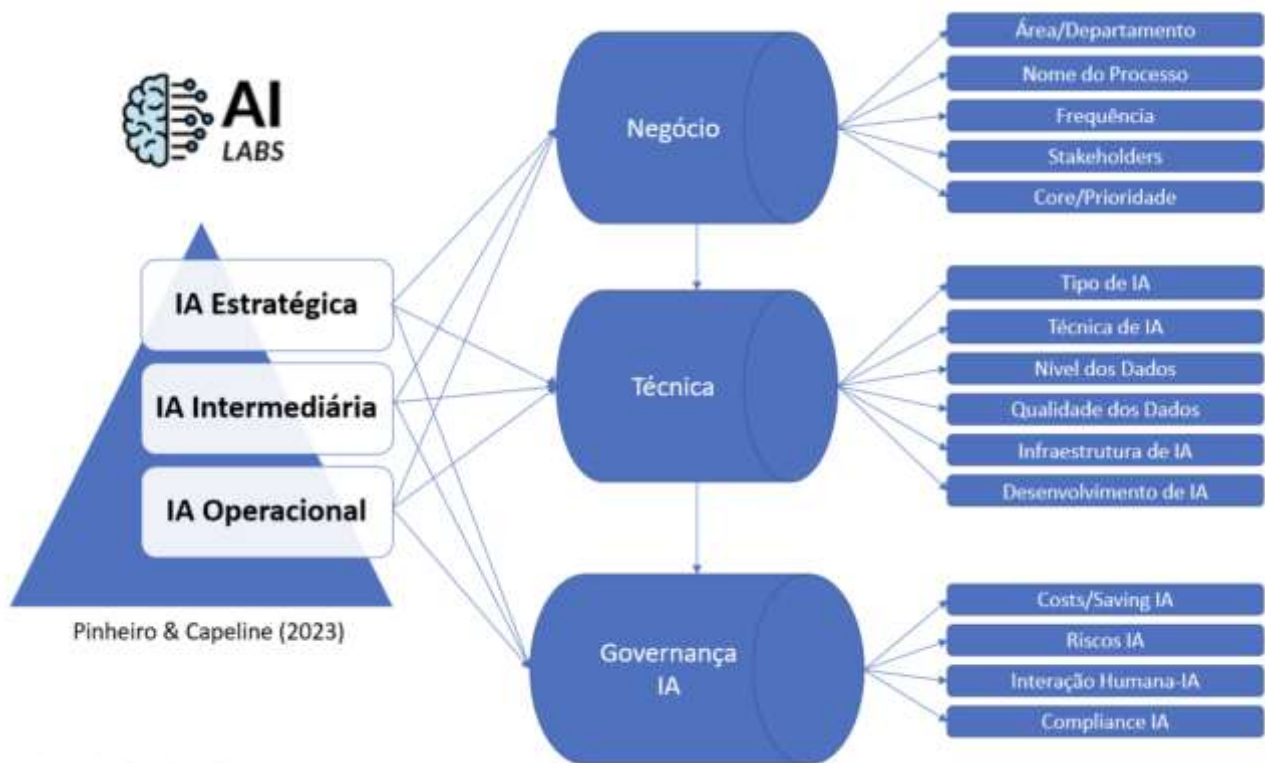 AI
LABS
IA Estratégica
IA Intermediária
IA Operacional
Pinheiro & Capeline (2023)
Negócio
Área/Departamento
Nome do Processo
Frequência
Stakeholders
Core/Prioridade
Técnica
Tipo de IA
Técnica de IA
Nível dos Dados
Qualidade dos Dados
Infraestrutura de IA
Desenvolvimento de IA
Governança
IA
Costs/Saving IA
Riscos IA
Interação Humana-IA
Compliance IA